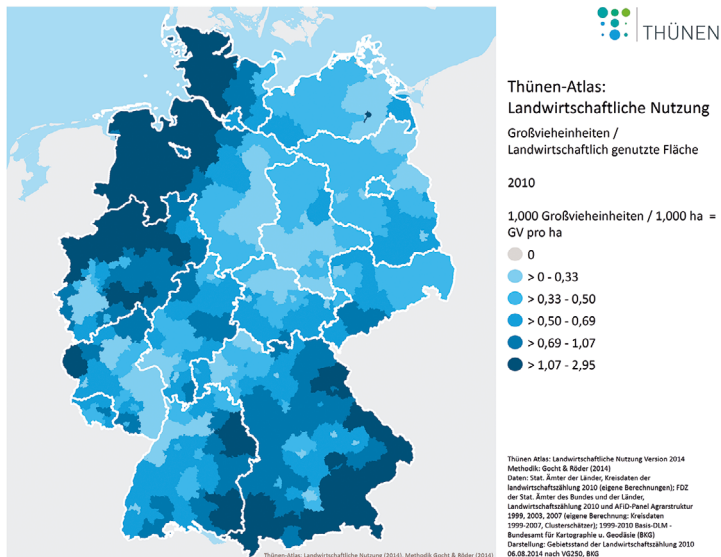 THÜNEN
Thünen-Atlas:
Landwirtschaftliche Nutzung
Großvieheinheiten /
Landwirtschaftlich genutzte Fläche
2010
1,000 Großvieheinheiten / 1,000 ha =
GV pro ha
0
> 0 - 0,33
> 0,33 - 0,50
> 0,50 - 0,69
> 0,69 - 1,07
> 1,07 - 2,95
Thünen Atlas: Landwirtschaftliche Nutzung Version 2014
Methodik: Gocht & Röder (2014)
Daten: Stat. Ämter der Länder, Kreisdaten der
landwirtschaftszählung 2010 (eigene Berechnungen); FDZ
der Stat. Ämter des Bundes und der Länder,
Landwirtschaftszählung 2010 und AFiD-Panel Agrarstruktur
1999, 2003, 2007 (eigene Berechnung: Kreisdaten
1999-2007, Clusterschätzer); 1999-2010 Basis-DLM -
Bundesamt für Kartographie u. Geodäsie (BKG)
Darstellung: Gebietsstand der Landwirtschaftszählung 2010
06.08.2014 nach VG250, BKG
Thünen-Atlas: Landwirtschaftliche Nutzung (2014), Methodik Gocht & Röder (2014)